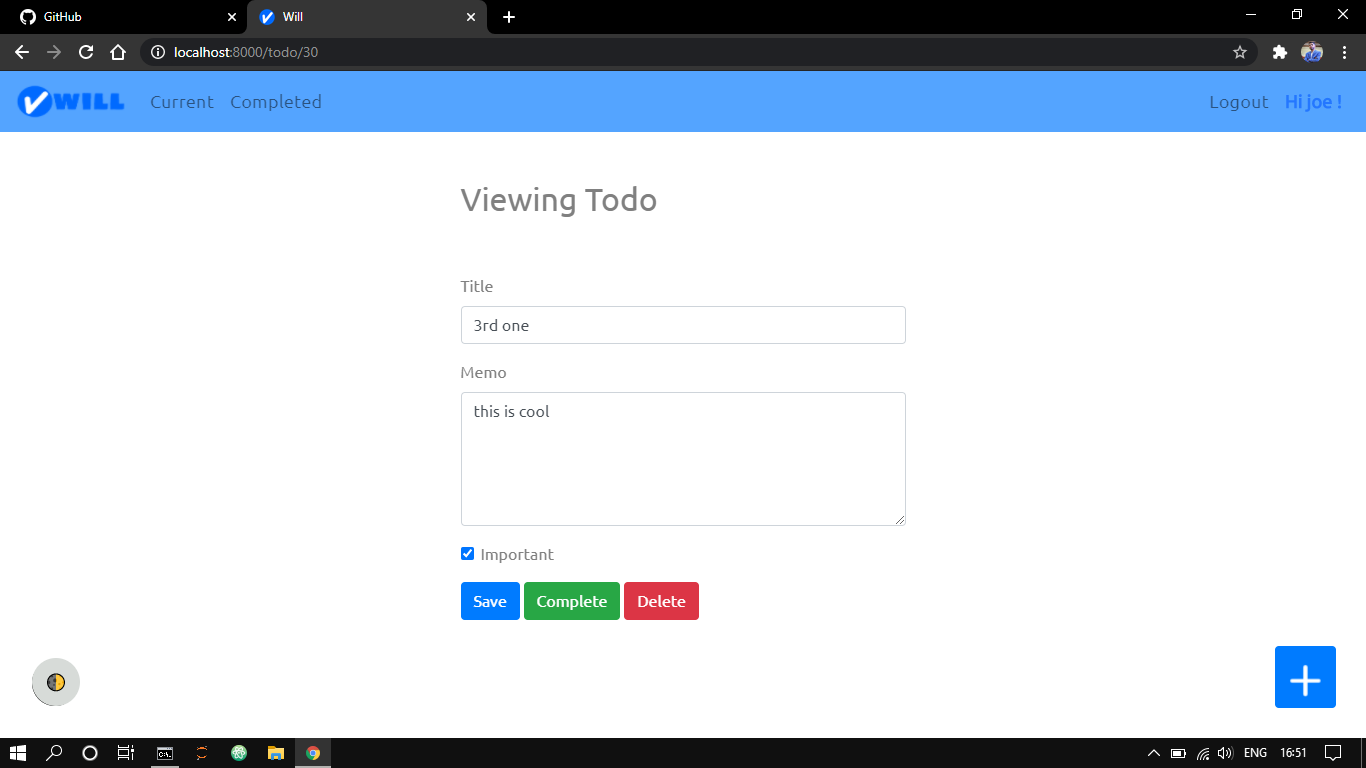 GitHub
Will
localhost:8000/todo/30
WILL
Current
Completed
Logout
Hi joe !
Viewing Todo
Title
3rd one
Memo
this is cool
Important
Save
Complete
Delete
C:\.
ENG
16:51